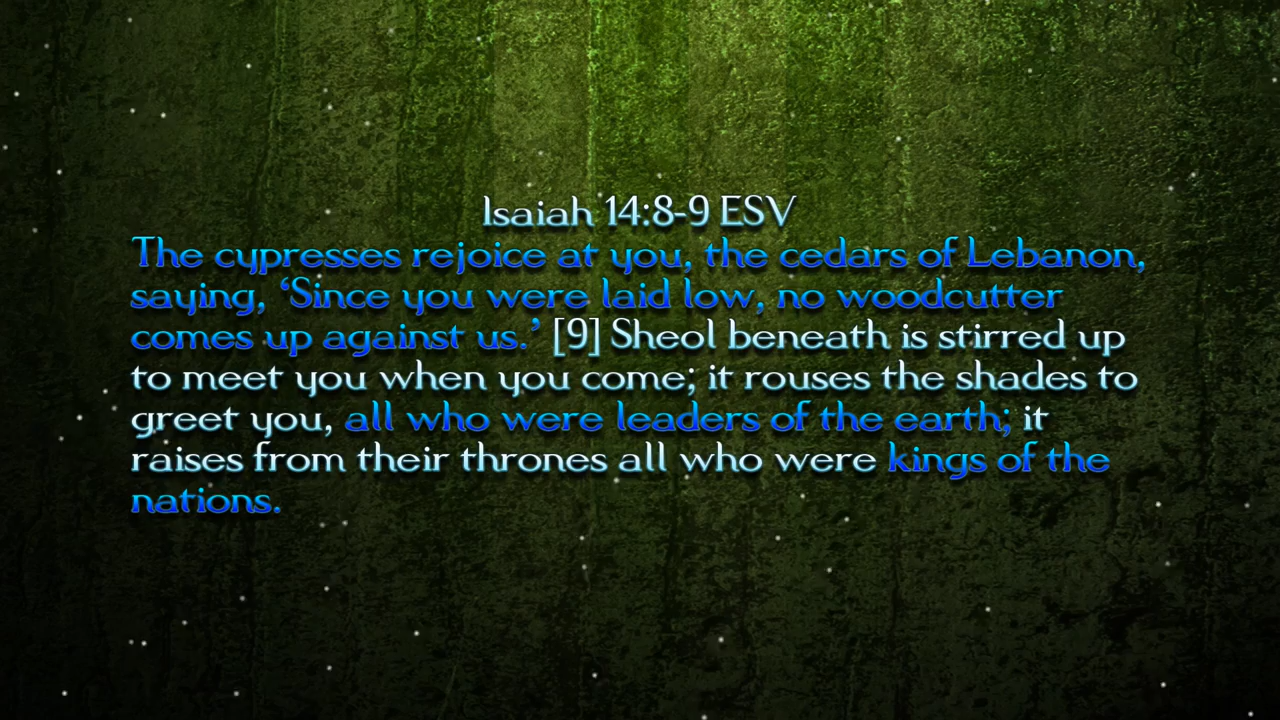 Isaiah 14:8-9 ESV
The cypresses rejoice at you, the cedars of Lebanon,
saying, ‘Since you were laid low, no woodcutter
comes up against us.’ [9] Sheol beneath is stirred up
to meet you when you come; it rouses the shades to
greet you, all who were leaders of the earth; it
raises from their thrones all who were kings of the
nations.